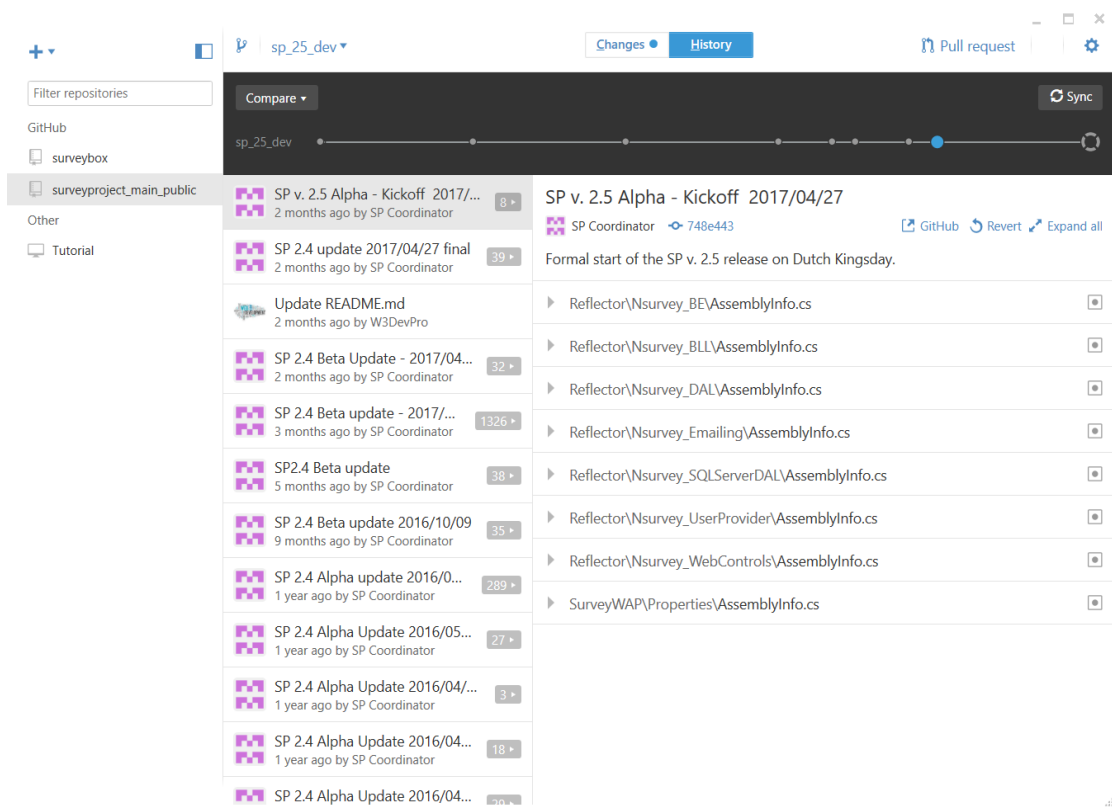 sp_25_dev
Changes
History
Pull request
Filter repositories
GitHub
surveybox
surveyproject_main_public
Other
Tutorial
Compare
Sync
sp_25_dev
SP v. 2.5 Alpha - Kickoff 2017/...
2 months ago by SP Coordinator
8
SP 2.4 update 2017/04/27 final
2 months ago by SP Coordinator
39
Update README.md
2 months ago by W3DevPro
SP 2.4 Beta Update - 2017/04...
2 months ago by SP Coordinator
32
SP 2.4 Beta update - 2017/...
3 months ago by SP Coordinator
1326
SP2.4 Beta update
5 months ago by SP Coordinator
38
SP 2.4 Beta update 2016/10/09
9 months ago by SP Coordinator
35
SP 2.4 Alpha update 2016/0...
1 year ago by SP Coordinator
289
SP 2.4 Alpha Update 2016/05...
1 year ago by SP Coordinator
27
SP 2.4 Alpha Update 2016/04/...
1 year ago by SP Coordinator
3
SP 2.4 Alpha Update 2016/04...
1 year ago by SP Coordinator
18
SP 2.4 Alpha Update 2016/04...
SP v. 2.5 Alpha - Kickoff 2017/04/27
SP Coordinator 748e443
GitHub Revert Expand all
Formal start of the SP v. 2.5 release on Dutch Kingsday.
Reflector\Nsurvey_BE\AssemblyInfo.cs
Reflector\Nsurvey_BLL\AssemblyInfo.cs
Reflector\Nsurvey_DAL\AssemblyInfo.cs
Reflector\Nsurvey_Emailing\AssemblyInfo.cs
Reflector\Nsurvey_SQLServerDAL\AssemblyInfo.cs
Reflector\Nsurvey_UserProvider\AssemblyInfo.cs
Reflector\Nsurvey_WebControls\AssemblyInfo.cs
SurveyWAP\Properties\AssemblyInfo.cs